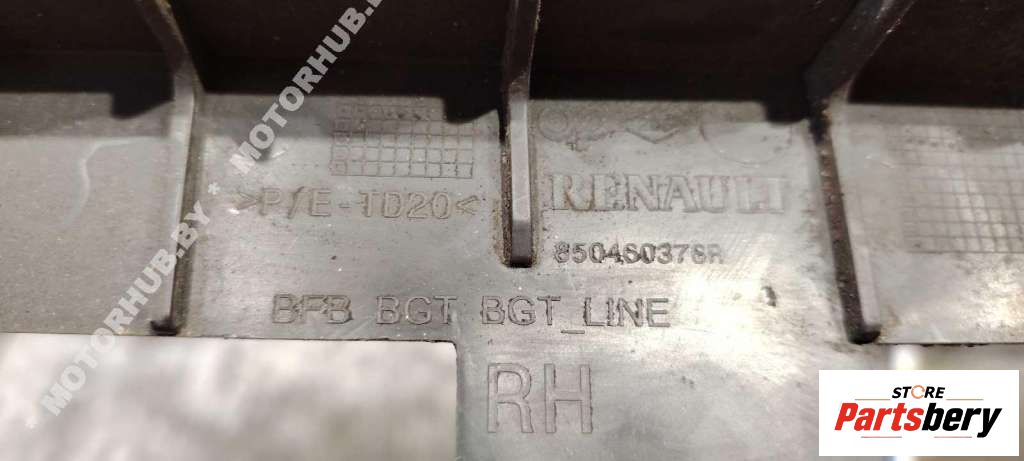 >P/E-TD20<
RENAULT
850460376R
BFB BGT BGT_LINE
RH
MOTORHUB.BY * MOTORHUB.BY
STORE
Partsbery